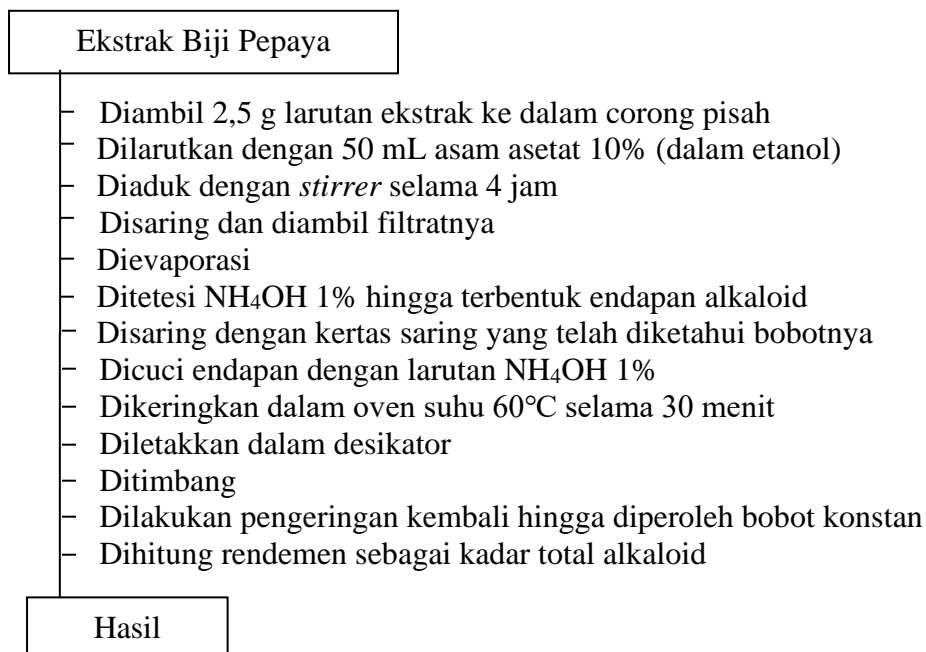 Ekstrak Biji Pepaya
− Diambil 2,5 g larutan ekstrak ke dalam corong pisah
− Dilarutkan dengan 50 mL asam asetat 10% (dalam etanol)
− Diaduk dengan stirrer selama 4 jam
− Disaring dan diambil filtratnya
− Dievaporasi
− Ditetesi NH₄OH 1% hingga terbentuk endapan alkaloid
− Disaring dengan kertas saring yang telah diketahui bobotnya
− Dicuci endapan dengan larutan NH₄OH 1%
− Dikeringkan dalam oven suhu 60℃ selama 30 menit
− Diletakkan dalam desikator
− Ditimbang
− Dilakukan pengeringan kembali hingga diperoleh bobot konstan
− Dihitung rendemen sebagai kadar total alkaloid
Hasil